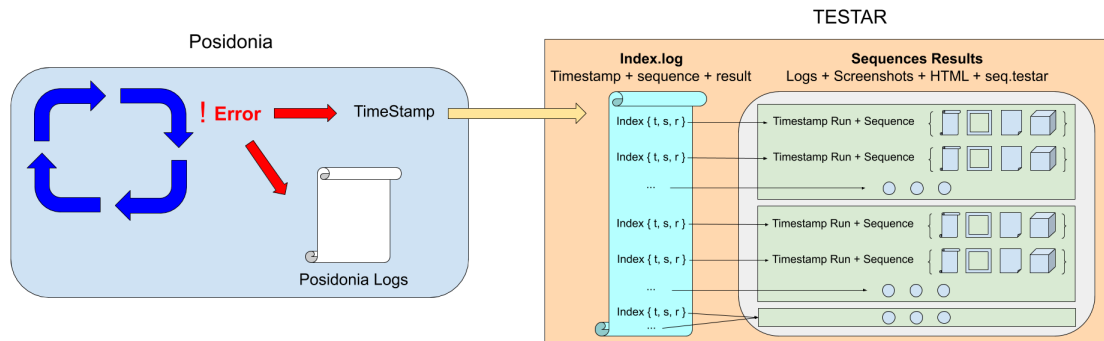 Posidonia
! Error
TimeStamp
Posidonia Logs
TESTAR
Index.log
Timestamp + sequence + result
Sequences Results
Logs + Screenshots + HTML + seq.testar
Index { t, s, r }
Timestamp Run + Sequence
Index { t, s, r }
Timestamp Run + Sequence
...
Index { t, s, r }
Timestamp Run + Sequence
Index { t, s, r }
Timestamp Run + Sequence
...
Index { t, s, r }
...